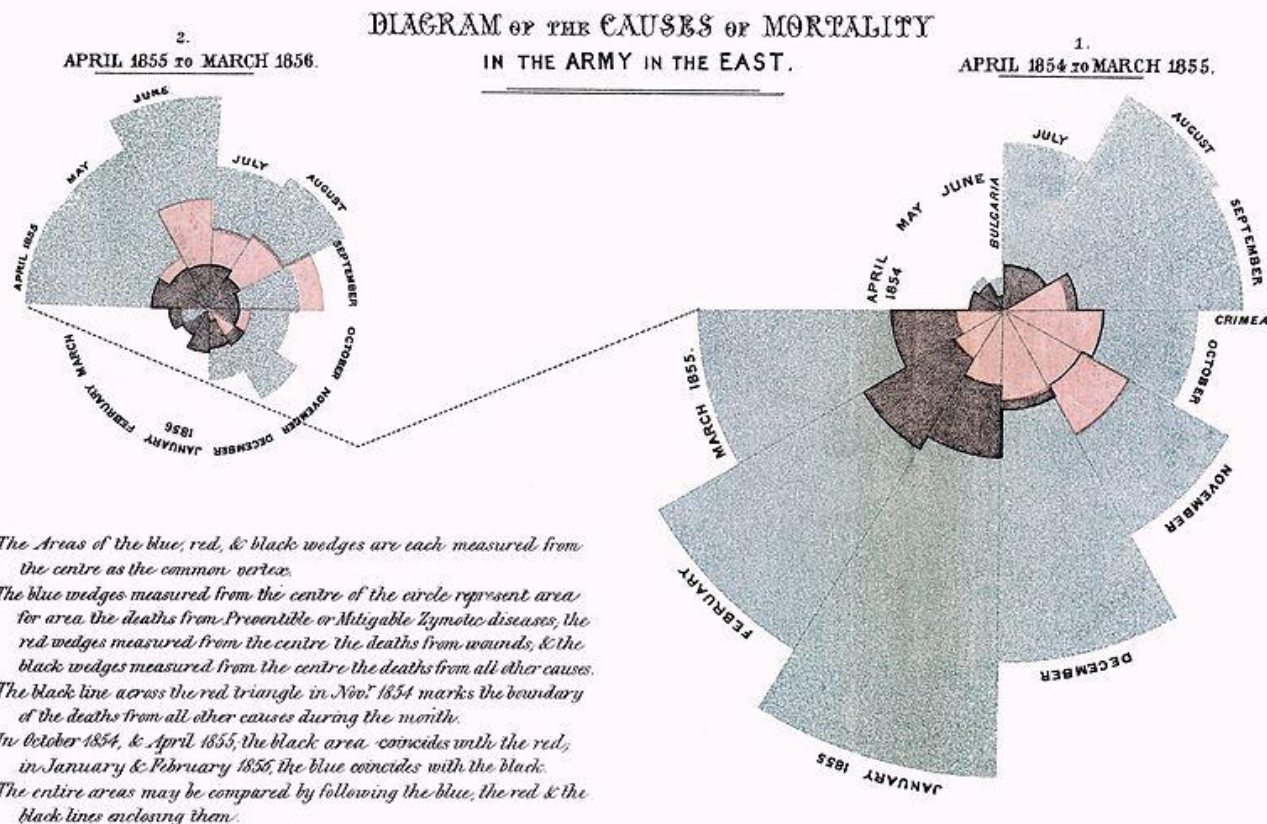 DIAGRAM OF THE CAUSES OF MORTALITY
IN THE ARMY IN THE EAST.
2.
APRIL 1855 TO MARCH 1856.
1.
APRIL 1854 TO MARCH 1855.
APRIL 1855
MAY
JUNE
JULY
AUGUST
SEPTEMBER
OCTOBER
NOVEMBER
DECEMBER
JANUARY 1856
FEBRUARY
MARCH
APRIL 1854
MAY
JUNE
BULGARIA
JULY
AUGUST
SEPTEMBER
CRIMEA
OCTOBER
NOVEMBER
DECEMBER
JANUARY 1855
FEBRUARY
MARCH 1855.
The Areas of the blue, red, & black wedges are each measured from
the centre as the common vertex.
The blue wedges measured from the centre of the circle represent area
for area the deaths from Preventible or Mitigable Zymotic diseases, the
red wedges measured from the centre the deaths from wounds, & the
black wedges measured from the centre the deaths from all other causes.
The black line across the red triangle in Novr. 1854 marks the boundary
of the deaths from all other causes during the month.
In October 1854, & April 1855, the black area coincides with the red;
in January & February 1856, the blue coincides with the black.
The entire areas may be compared by following the blue, the red & the
black lines enclosing them.